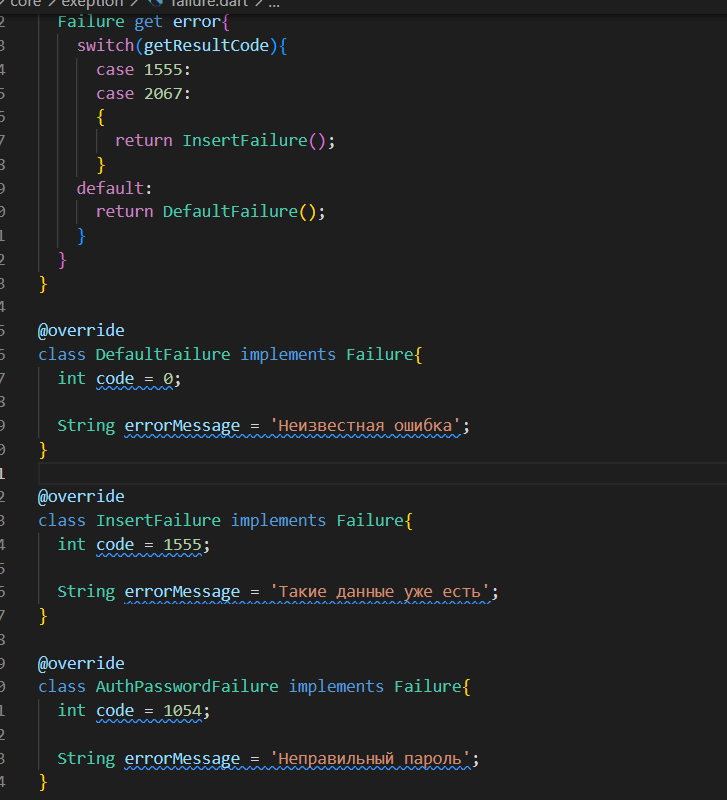 core > exeption > failure.dart > ...
2 Failure get error{
3 switch(getResultCode){
4 case 1555:
5 case 2067:
6 {
7 return InsertFailure();
8 }
9 default:
0 return DefaultFailure();
1 }
2 }
3 }
4
5 @override
6 class DefaultFailure implements Failure{
7 int code = 0;
8
9 String errorMessage = 'Неизвестная ошибка';
0 }
1
2 @override
3 class InsertFailure implements Failure{
4 int code = 1555;
5
6 String errorMessage = 'Такие данные уже есть';
7 }
8
9 @override
0 class AuthPasswordFailure implements Failure{
1 int code = 1054;
2
3 String errorMessage = 'Неправильный пароль';
4 }